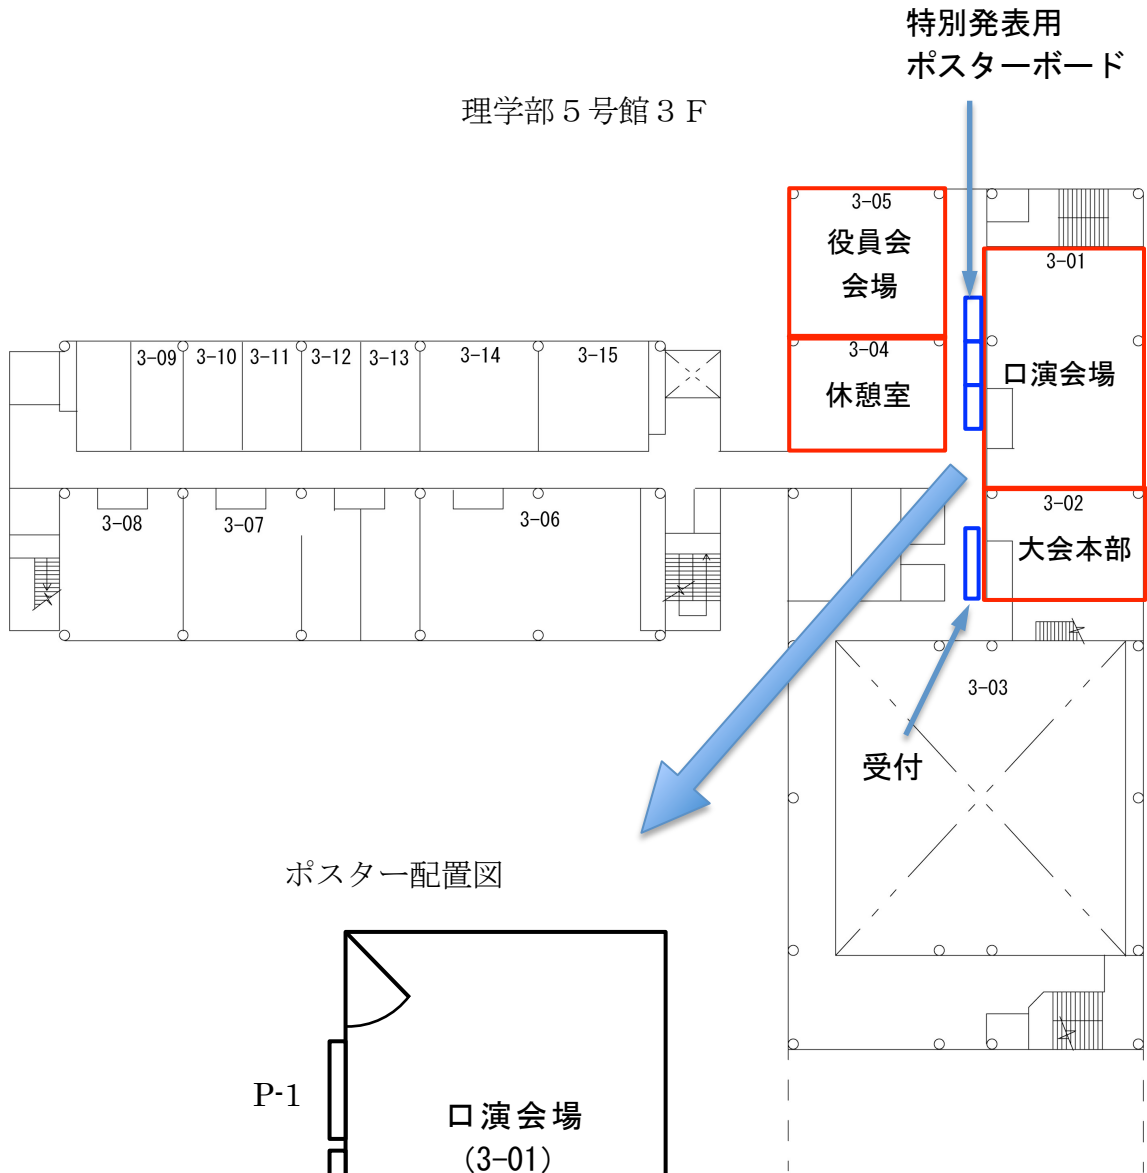 特別発表用
ポスターボード
理学部５号館３Ｆ
3-05
役員会
会場
3-01
口演会場
3-04
休憩室
3-09
3-10
3-11
3-12
3-13
3-14
3-15
3-08
3-07
3-06
3-02
大会本部
3-03
受付
ポスター配置図
P-1
口演会場
(3-01)